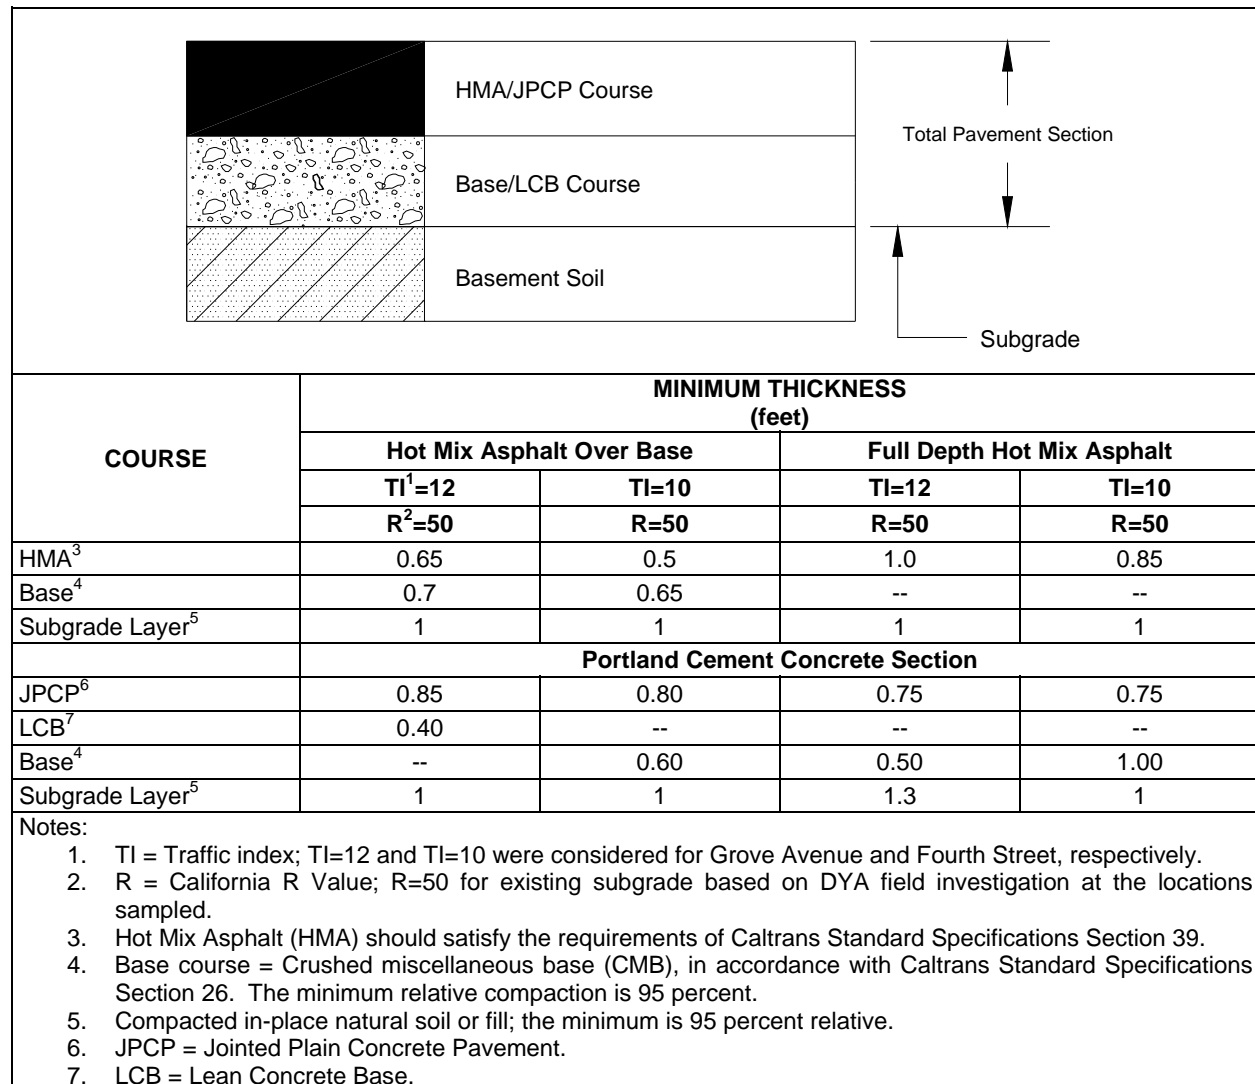 HMA/JPCP Course
Total Pavement Section
Base/LCB Course
Basement Soil
Subgrade
COURSE
MINIMUM THICKNESS
(feet)
Hot Mix Asphalt Over Base Full Depth Hot Mix Asphalt
TI¹=12 TI=10 TI=12 TI=10
R²=50 R=50 R=50 R=50
HMA³ 0.65 0.5 1.0 0.85
Base⁴ 0.7 0.65 -- --
Subgrade Layer⁵ 1 1 1 1
Portland Cement Concrete Section
JPCP⁶ 0.85 0.80 0.75 0.75
LCB⁷ 0.40 -- -- --
Base⁴ -- 0.60 0.50 1.00
Subgrade Layer⁵ 1 1 1.3 1
Notes:
1. TI = Traffic index; TI=12 and TI=10 were considered for Grove Avenue and Fourth Street, respectively.
2. R = California R Value; R=50 for existing subgrade based on DYA field investigation at the locations
sampled.
3. Hot Mix Asphalt (HMA) should satisfy the requirements of Caltrans Standard Specifications Section 39.
4. Base course = Crushed miscellaneous base (CMB), in accordance with Caltrans Standard Specifications
Section 26. The minimum relative compaction is 95 percent.
5. Compacted in-place natural soil or fill; the minimum is 95 percent relative.
6. JPCP = Jointed Plain Concrete Pavement.
7. LCB = Lean Concrete Base.